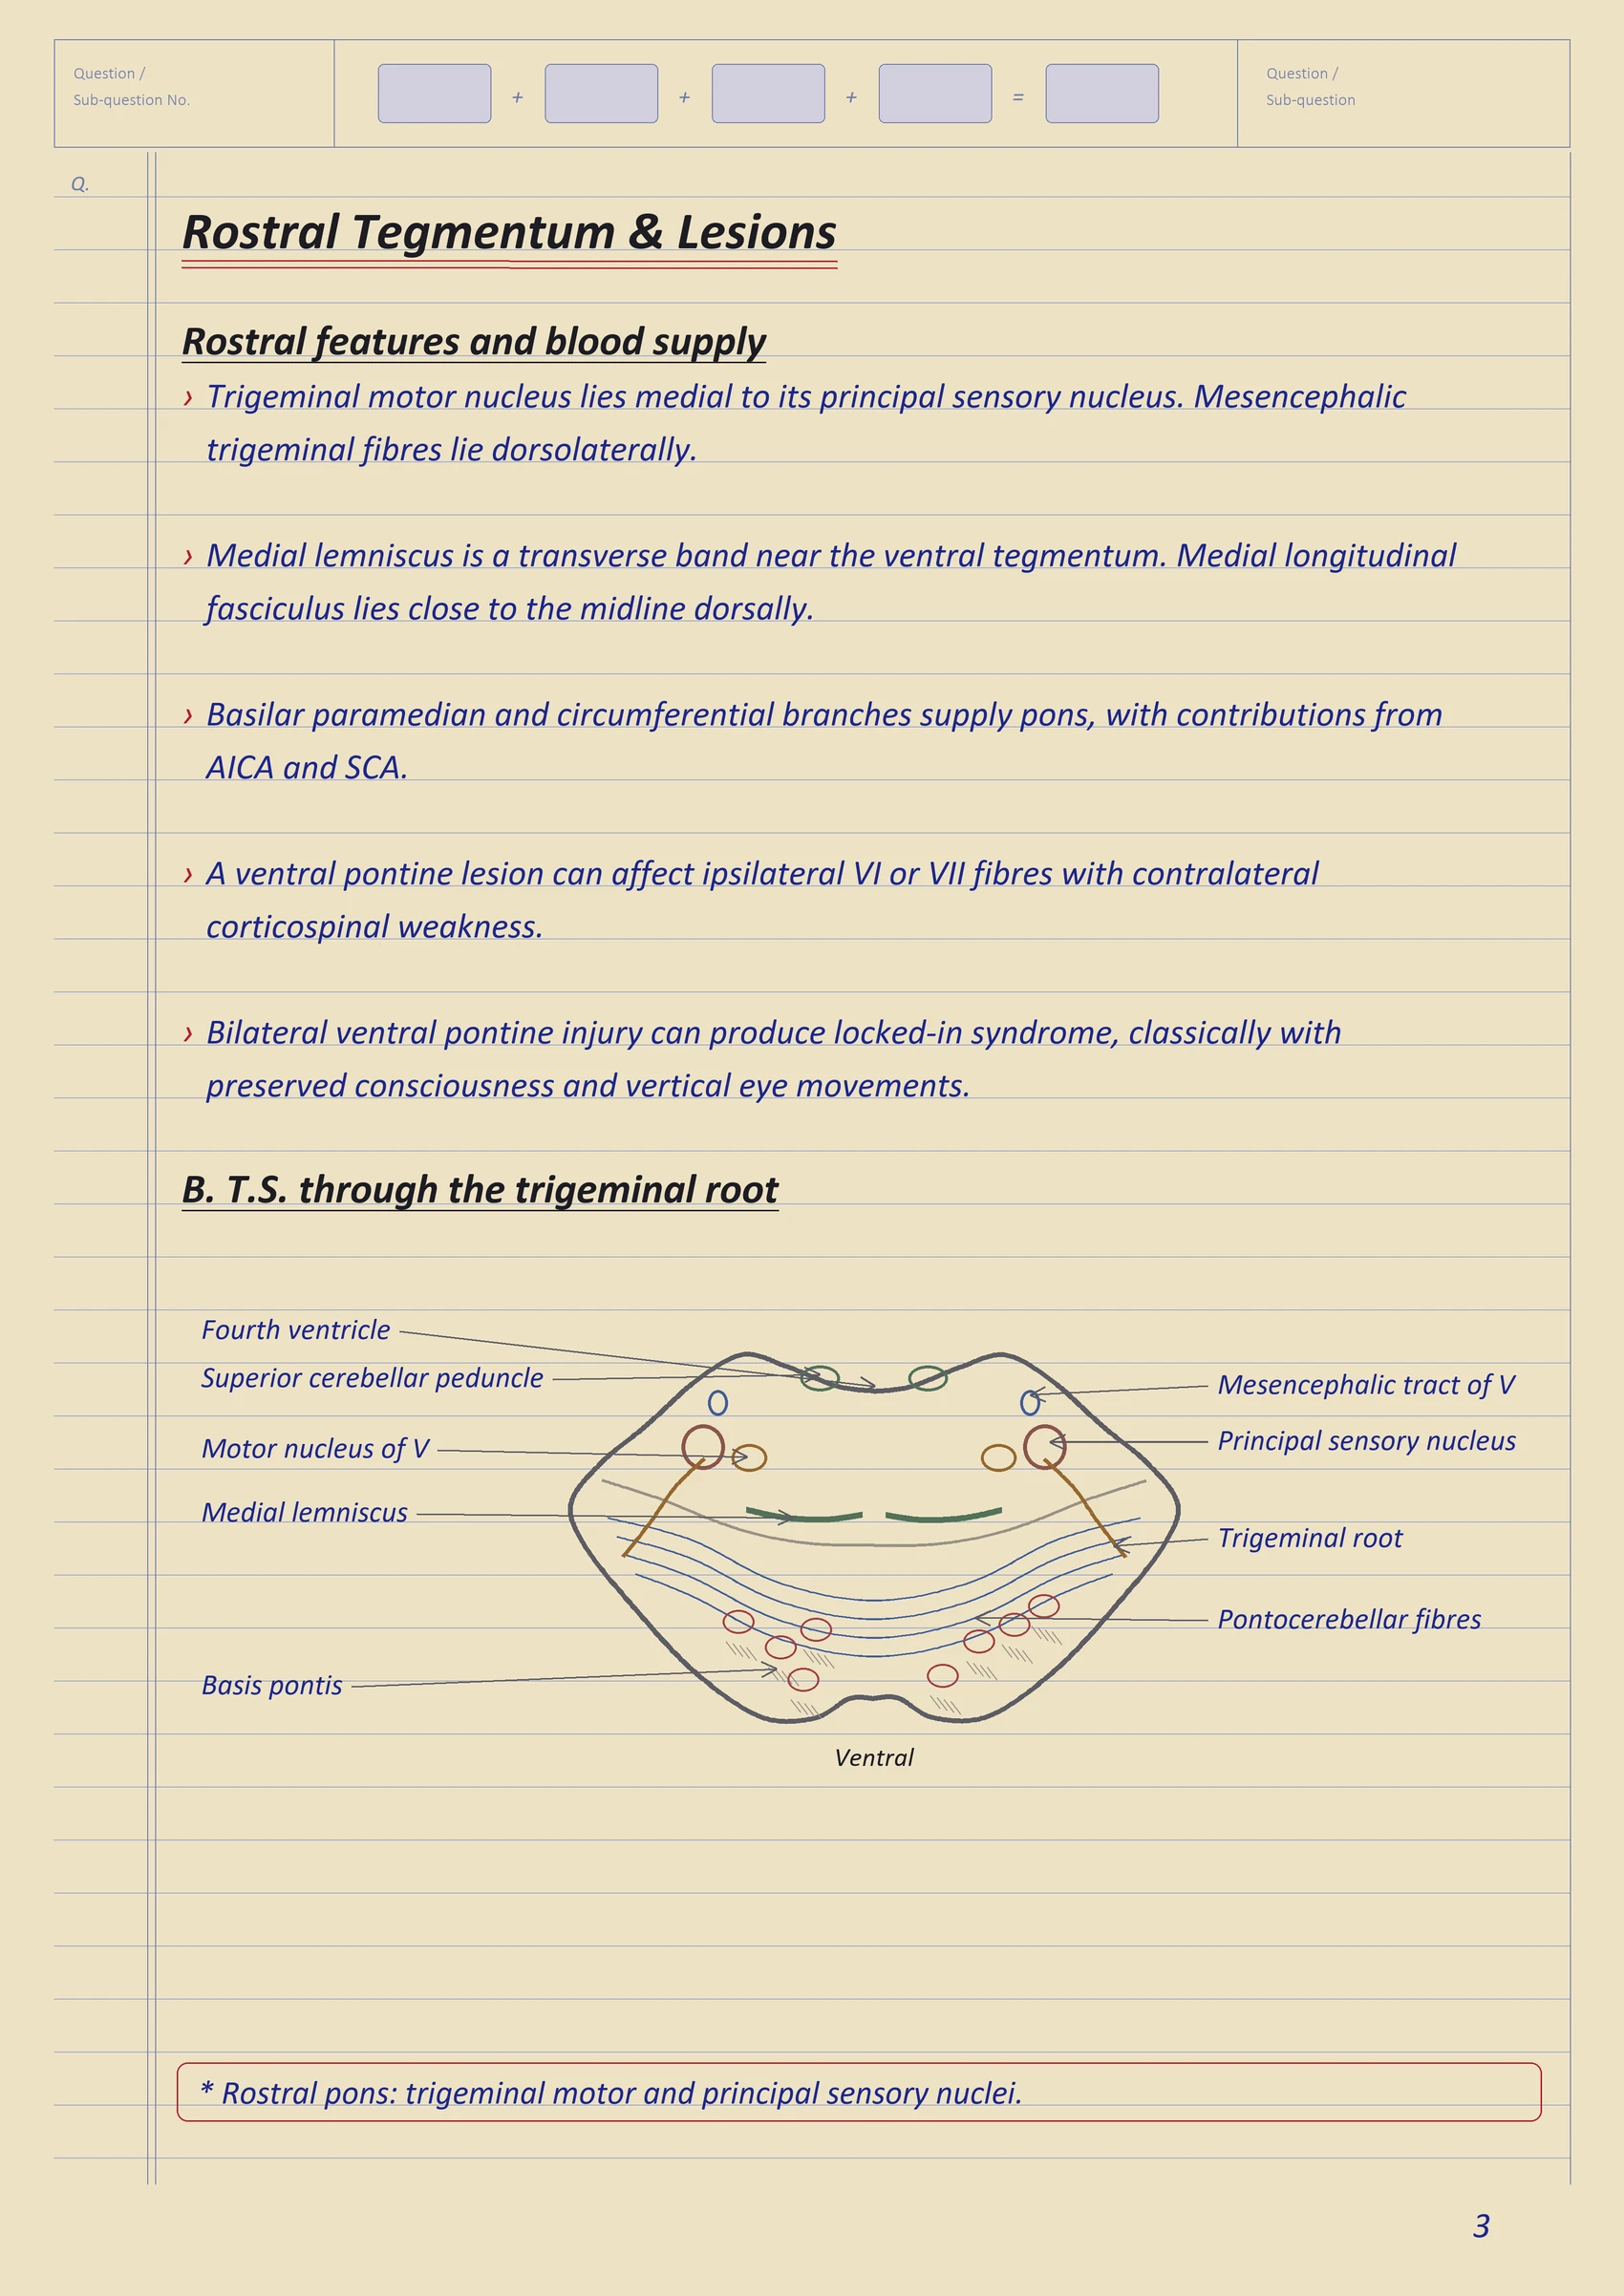 Question /
Sub-question No.
+ + + =
Question /
Sub-question
Q.
Rostral Tegmentum & Lesions
Rostral features and blood supply
› Trigeminal motor nucleus lies medial to its principal sensory nucleus. Mesencephalic
trigeminal fibres lie dorsolaterally.
› Medial lemniscus is a transverse band near the ventral tegmentum. Medial longitudinal
fasciculus lies close to the midline dorsally.
› Basilar paramedian and circumferential branches supply pons, with contributions from
AICA and SCA.
› A ventral pontine lesion can affect ipsilateral VI or VII fibres with contralateral
corticospinal weakness.
› Bilateral ventral pontine injury can produce locked-in syndrome, classically with
preserved consciousness and vertical eye movements.
B. T.S. through the trigeminal root
Fourth ventricle
Superior cerebellar peduncle
Motor nucleus of V
Medial lemniscus
Basis pontis
Mesencephalic tract of V
Principal sensory nucleus
Trigeminal root
Pontocerebellar fibres
Ventral
* Rostral pons: trigeminal motor and principal sensory nuclei.
3